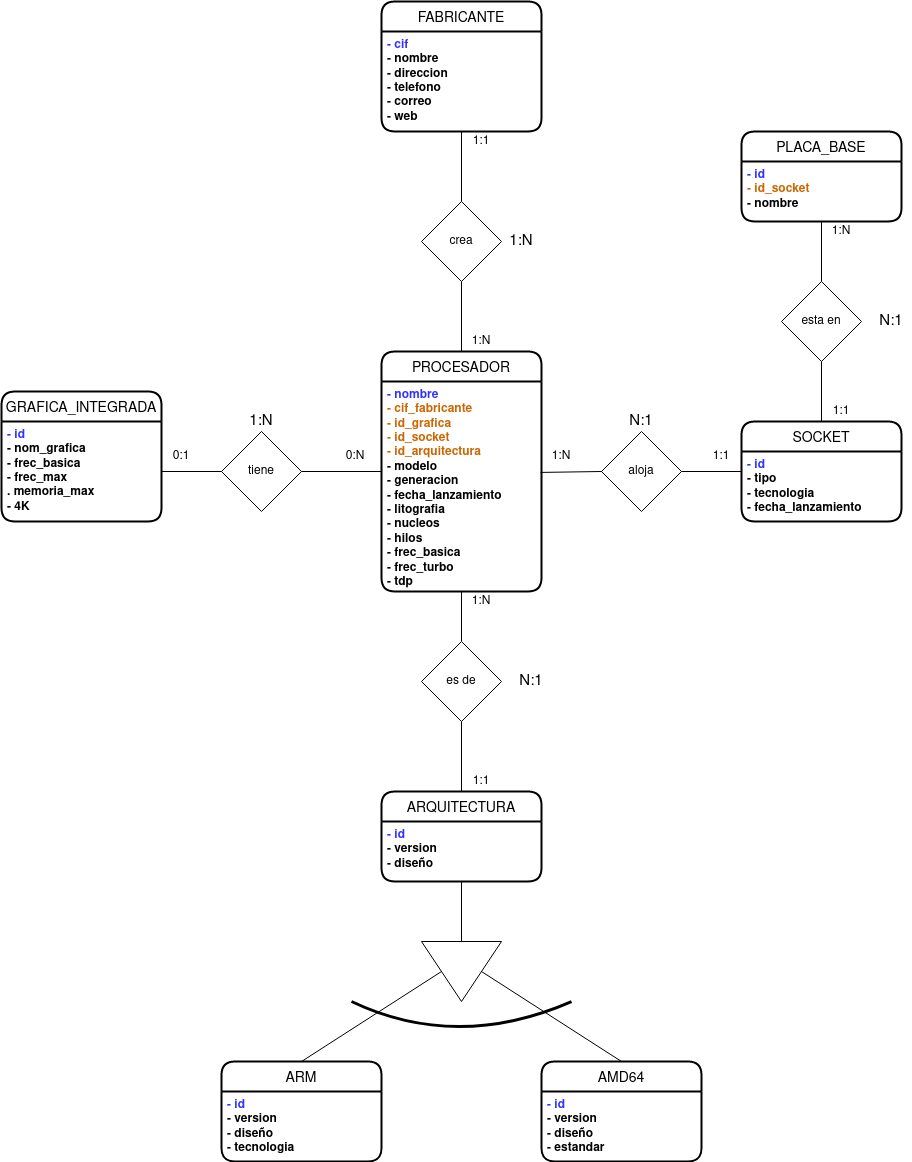 FABRICANTE
- cif
- nombre
- direccion
- telefono
- correo
- web
1:1
crea
1:N
1:N
PLACA_BASE
- id
- id_socket
- nombre
1:N
esta en
N:1
1:1
PROCESADOR
- nombre
- cif_fabricante
- id_grafica
- id_socket
- id_arquitectura
- modelo
- generacion
- fecha_lanzamiento
- litografia
- nucleos
- hilos
- frec_basica
- frec_turbo
- tdp
GRAFICA_INTEGRADA
- id
- nom_grafica
- frec_basica
- frec_max
. memoria_max
- 4K
0:1
1:N
tiene
0:N
1:N
N:1
aloja
1:1
SOCKET
- id
- tipo
- tecnologia
- fecha_lanzamiento
1:N
es de
N:1
1:1
ARQUITECTURA
- id
- version
- diseño
ARM
- id
- version
- diseño
- tecnologia
AMD64
- id
- version
- diseño
- estandar